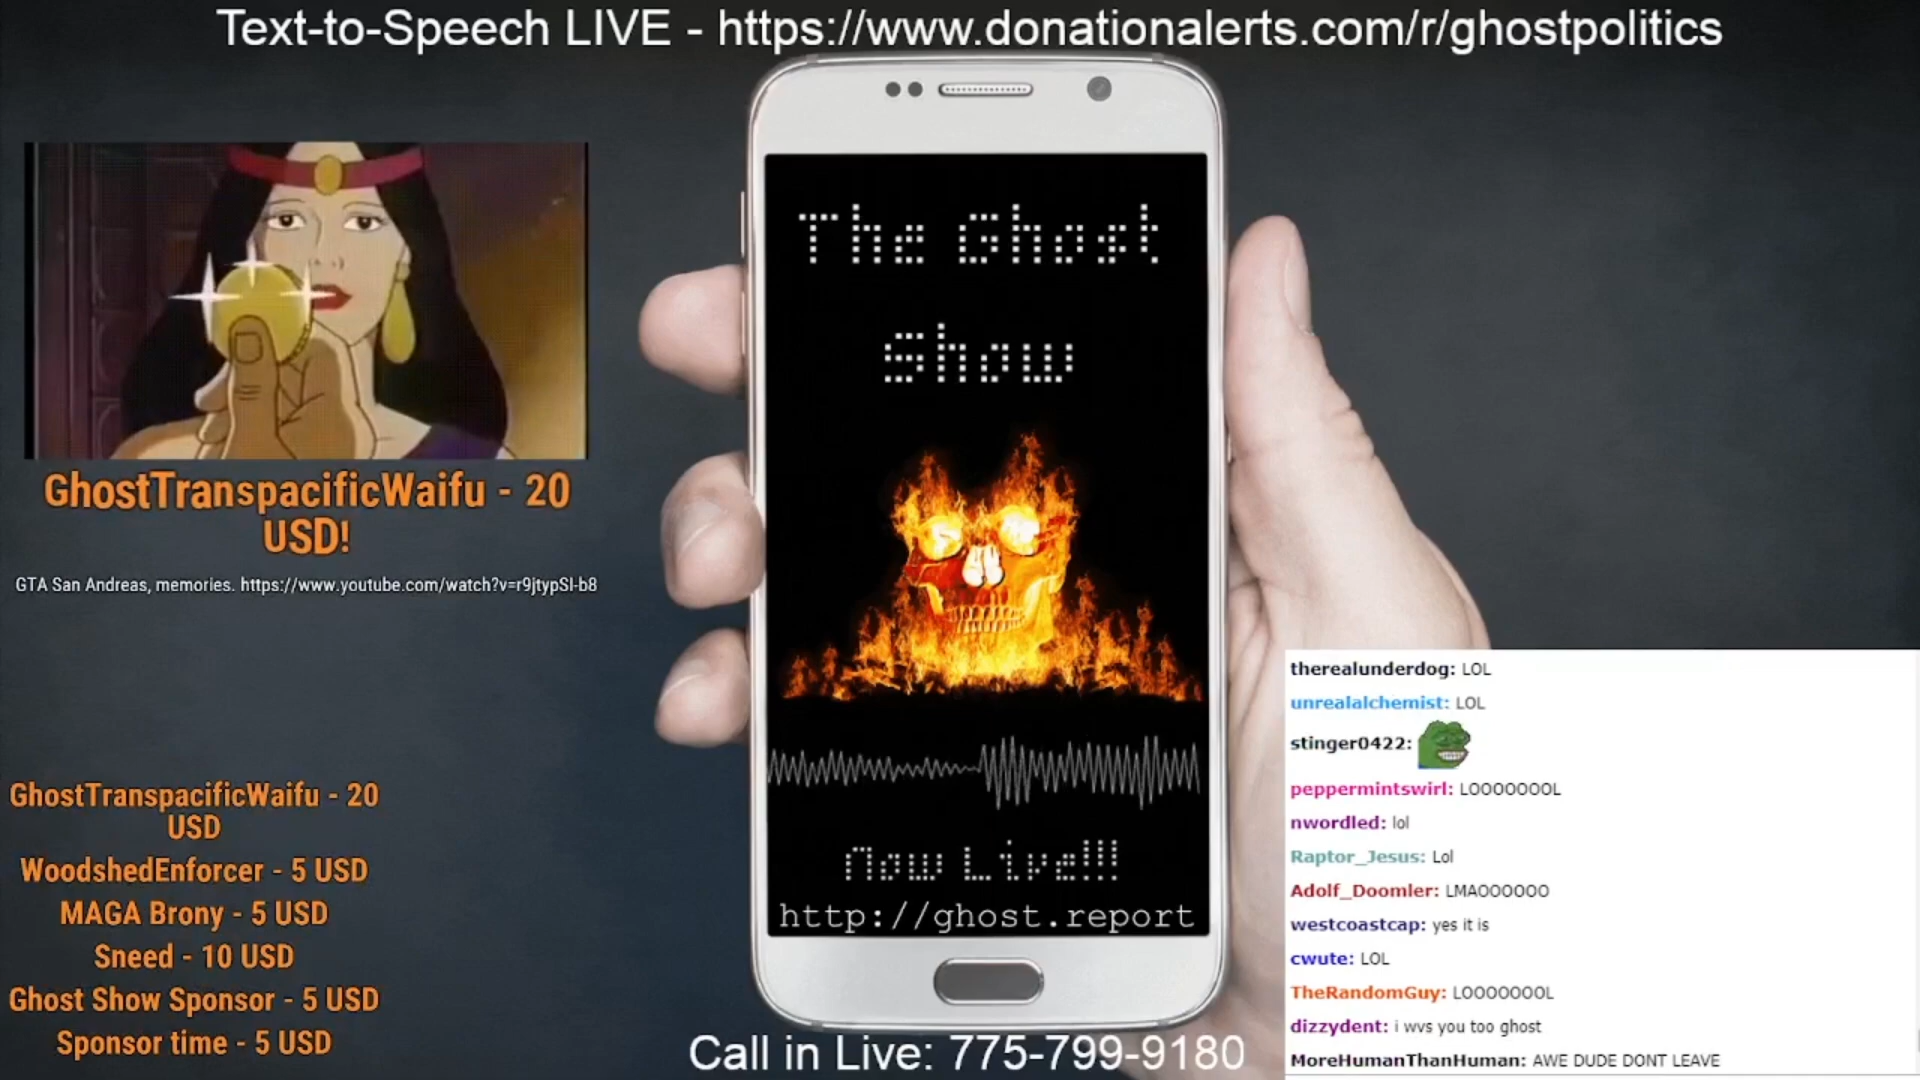 Text-to-Speech LIVE - https://www.donationalerts.com/r/ghostpolitics
The Ghost
Show
Now Live!!!
http://ghost.report
GhostTranspacificWaifu - 20
USD!
GTA San Andreas, memories. https://www.youtube.com/watch?v=r9jtypSI-b8
GhostTranspacificWaifu - 20
USD
WoodshedEnforcer - 5 USD
MAGA Brony - 5 USD
Sneed - 10 USD
Ghost Show Sponsor - 5 USD
Sponsor time - 5 USD
Call in Live: 775-799-9180
therealunderdog: LOL
unrealalchemist: LOL
stinger0422:
peppermintswirl: LOOOOOOOL
nwordled: lol
Raptor_Jesus: Lol
Adolf_Doomler: LMAOOOOOO
westcoastcap: yes it is
cwute: LOL
TheRandomGuy: LOOOOOOOL
dizzydent: i wvs you too ghost
MoreHumanThanHuman: AWE DUDE DONT LEAVE